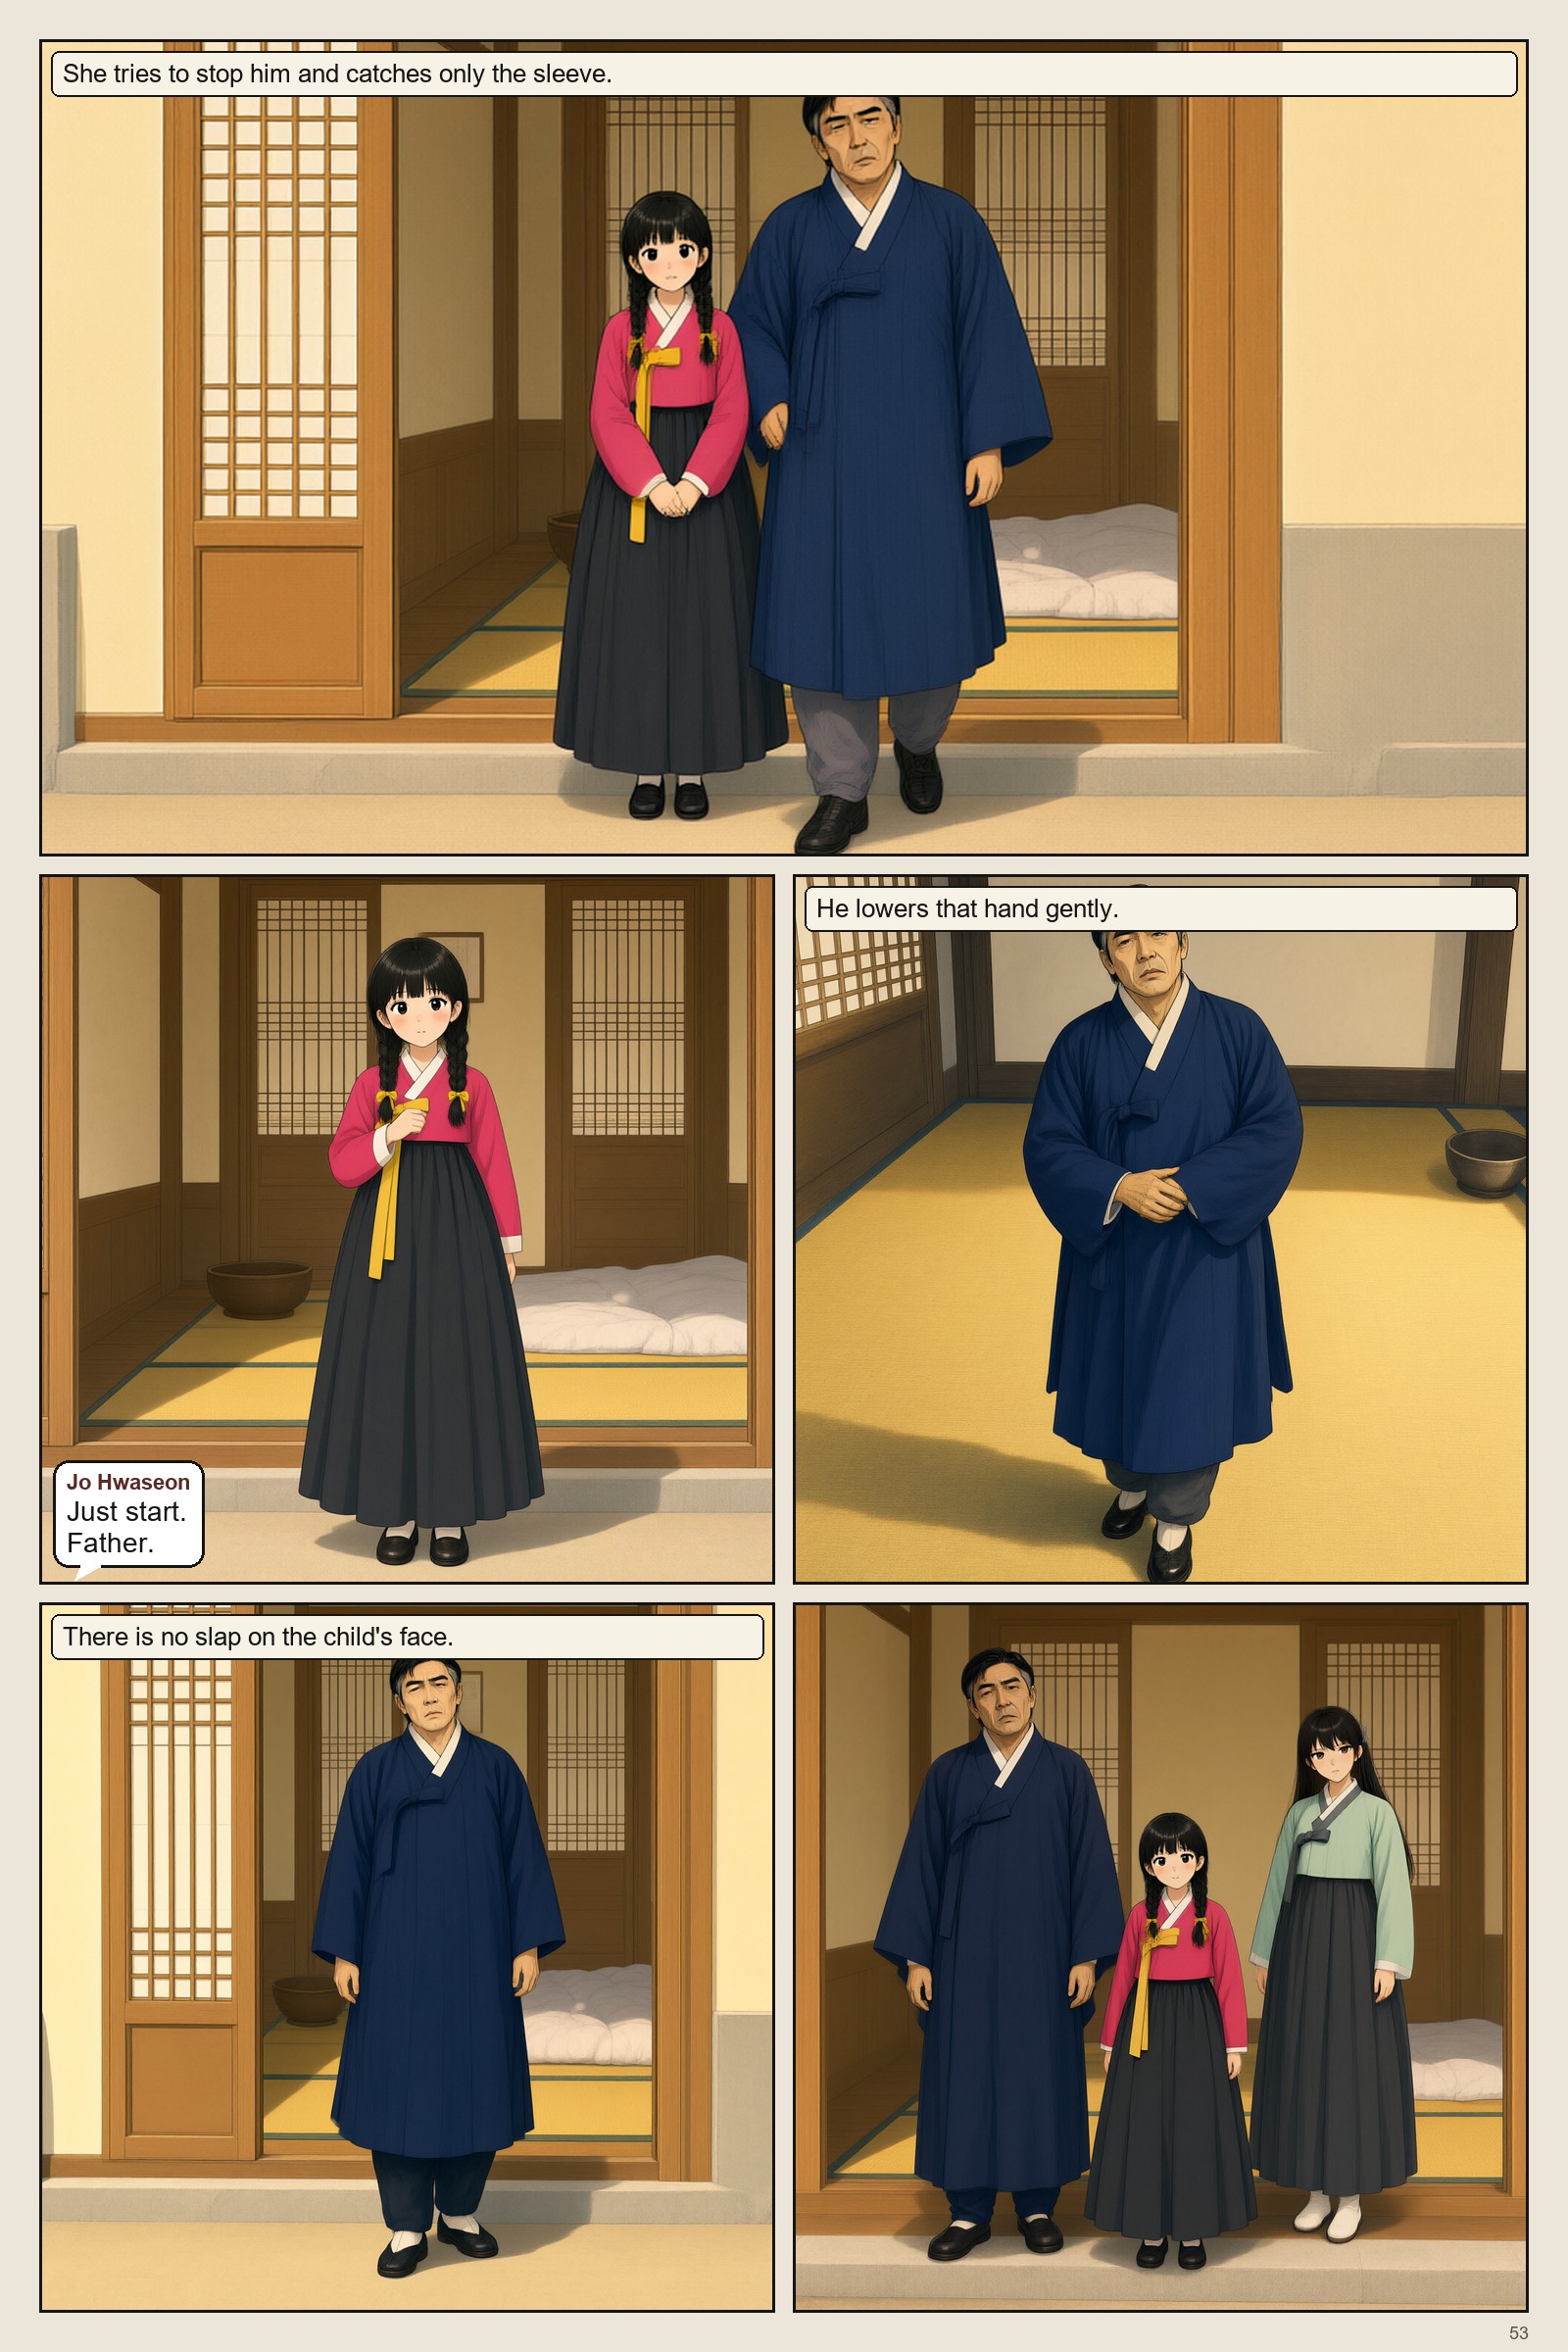 She tries to stop him and catches only the sleeve.
Jo Hwaseon
Just start.
Father.
He lowers that hand gently.
There is no slap on the child's face.
53